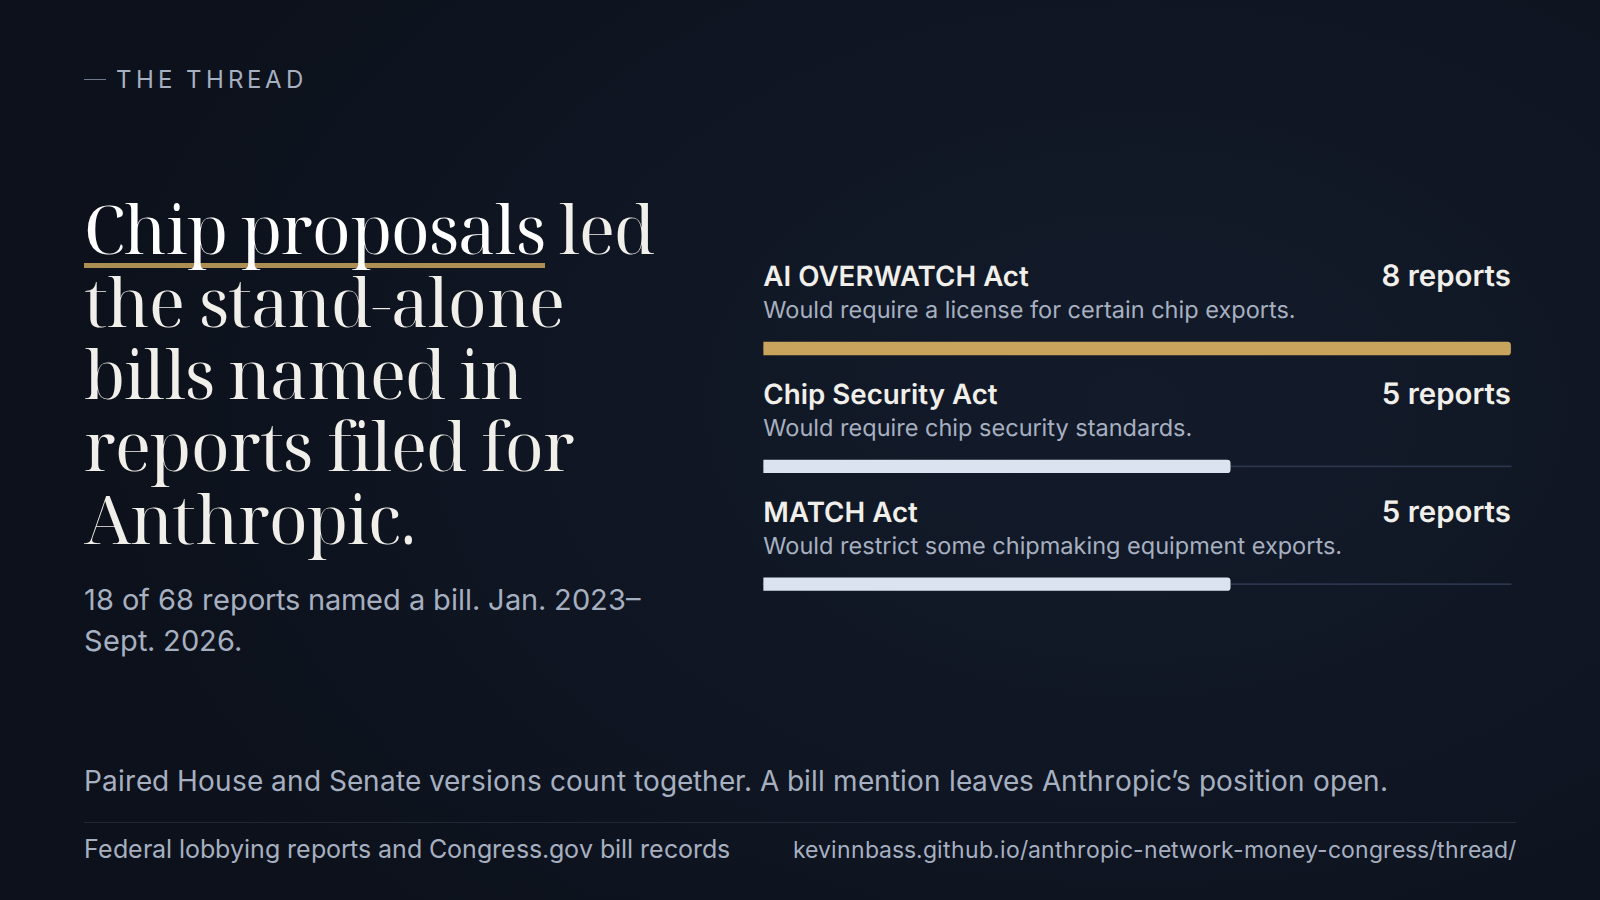 — THE THREAD
Chip proposals led
the stand-alone
bills named in
reports filed for
Anthropic.
18 of 68 reports named a bill. Jan. 2023–
Sept. 2026.
AI OVERWATCH Act 8 reports
Would require a license for certain chip exports.
Chip Security Act 5 reports
Would require chip security standards.
MATCH Act 5 reports
Would restrict some chipmaking equipment exports.
Paired House and Senate versions count together. A bill mention leaves Anthropic’s position open.
Federal lobbying reports and Congress.gov bill records kevinnbass.github.io/anthropic-network-money-congress/thread/